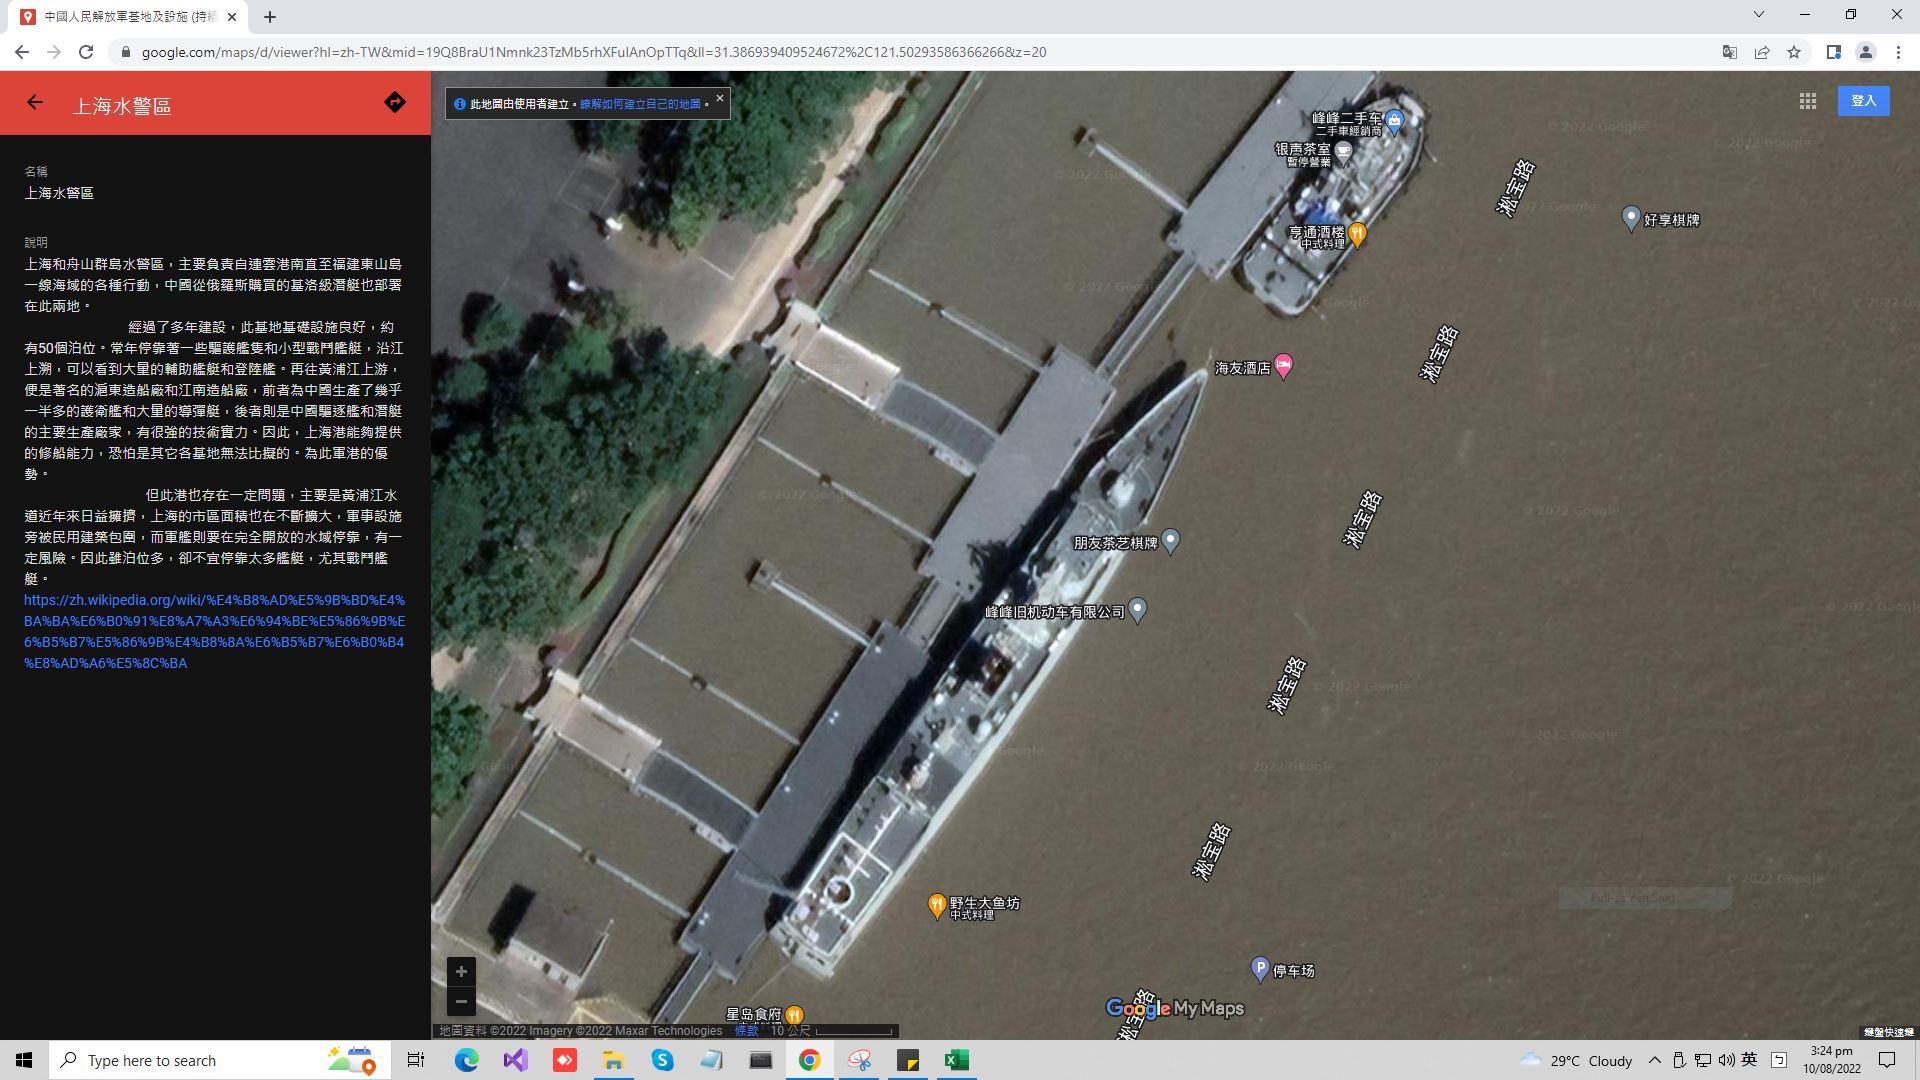 中國人民解放軍基地及設施 (持續
google.com/maps/d/viewer?hl=zh-TW&mid=19Q8BraU1Nmnk23TzMb5rhXFulAnOpTTq&ll=31.386939409524672%2C121.50293586366266&z=20
上海水警區
此地圖由使用者建立。瞭解如何建立自己的地圖。
登入
名稱
上海水警區
說明
上海和舟山群島水警區，主要負責自連雲港南直至福建東山島
一線海域的各種行動，中國從俄羅斯購買的基洛級潛艇也部署
在此兩地。
經過了多年建設，此基地基礎設施良好，約
有50個泊位。常年停靠著一些驅護艦隻和小型戰鬥艦艇，沿江
上溯，可以看到大量的輔助艦艇和登陸艦。再往黃浦江上游，
便是著名的滬東造船廠和江南造船廠，前者為中國生產了幾乎
一半多的護衛艦和大量的導彈艇，後者則是中國驅逐艦和潛艇
的主要生產廠家，有很強的技術實力。因此，上海港能夠提供
的修船能力，恐怕是其它各基地無法比擬的。為此軍港的優
勢。
但此港也存在一定問題，主要是黃浦江水
道近年來日益擁擠，上海的市區面積也在不斷擴大，軍事設施
旁被民用建築包圍，而軍艦則要在完全開放的水域停靠，有一
定風險。因此雖泊位多，卻不宜停靠太多艦艇，尤其戰鬥艦
艇。
https://zh.wikipedia.org/wiki/%E4%B8%AD%E5%9B%BD%E4%
BA%BA%E6%B0%91%E8%A7%A3%E6%94%BE%E5%86%9B%E
6%B5%B7%E5%86%9B%E4%B8%8A%E6%B5%B7%E6%B0%B4
%E8%AD%A6%E5%8C%BA
峰峰二手车
二手車經銷商
银声茶室
暫停營業
亨通酒楼
中式料理
好享棋牌
淞宝路
淞宝路
海友酒店
淞宝路
朋友茶艺棋牌
峰峰旧机动车有限公司
淞宝路
淞宝路
野生大鱼坊
中式料理
停车场
星岛食府
淞宝路
Google My Maps
© 2022 Google
Full-screen Snip
地圖資料 ©2022 Imagery ©2022 Maxar Technologies 條款 10 公尺
鍵盤快速鍵
Type here to search
29°C Cloudy
英
3:24 pm
10/08/2022